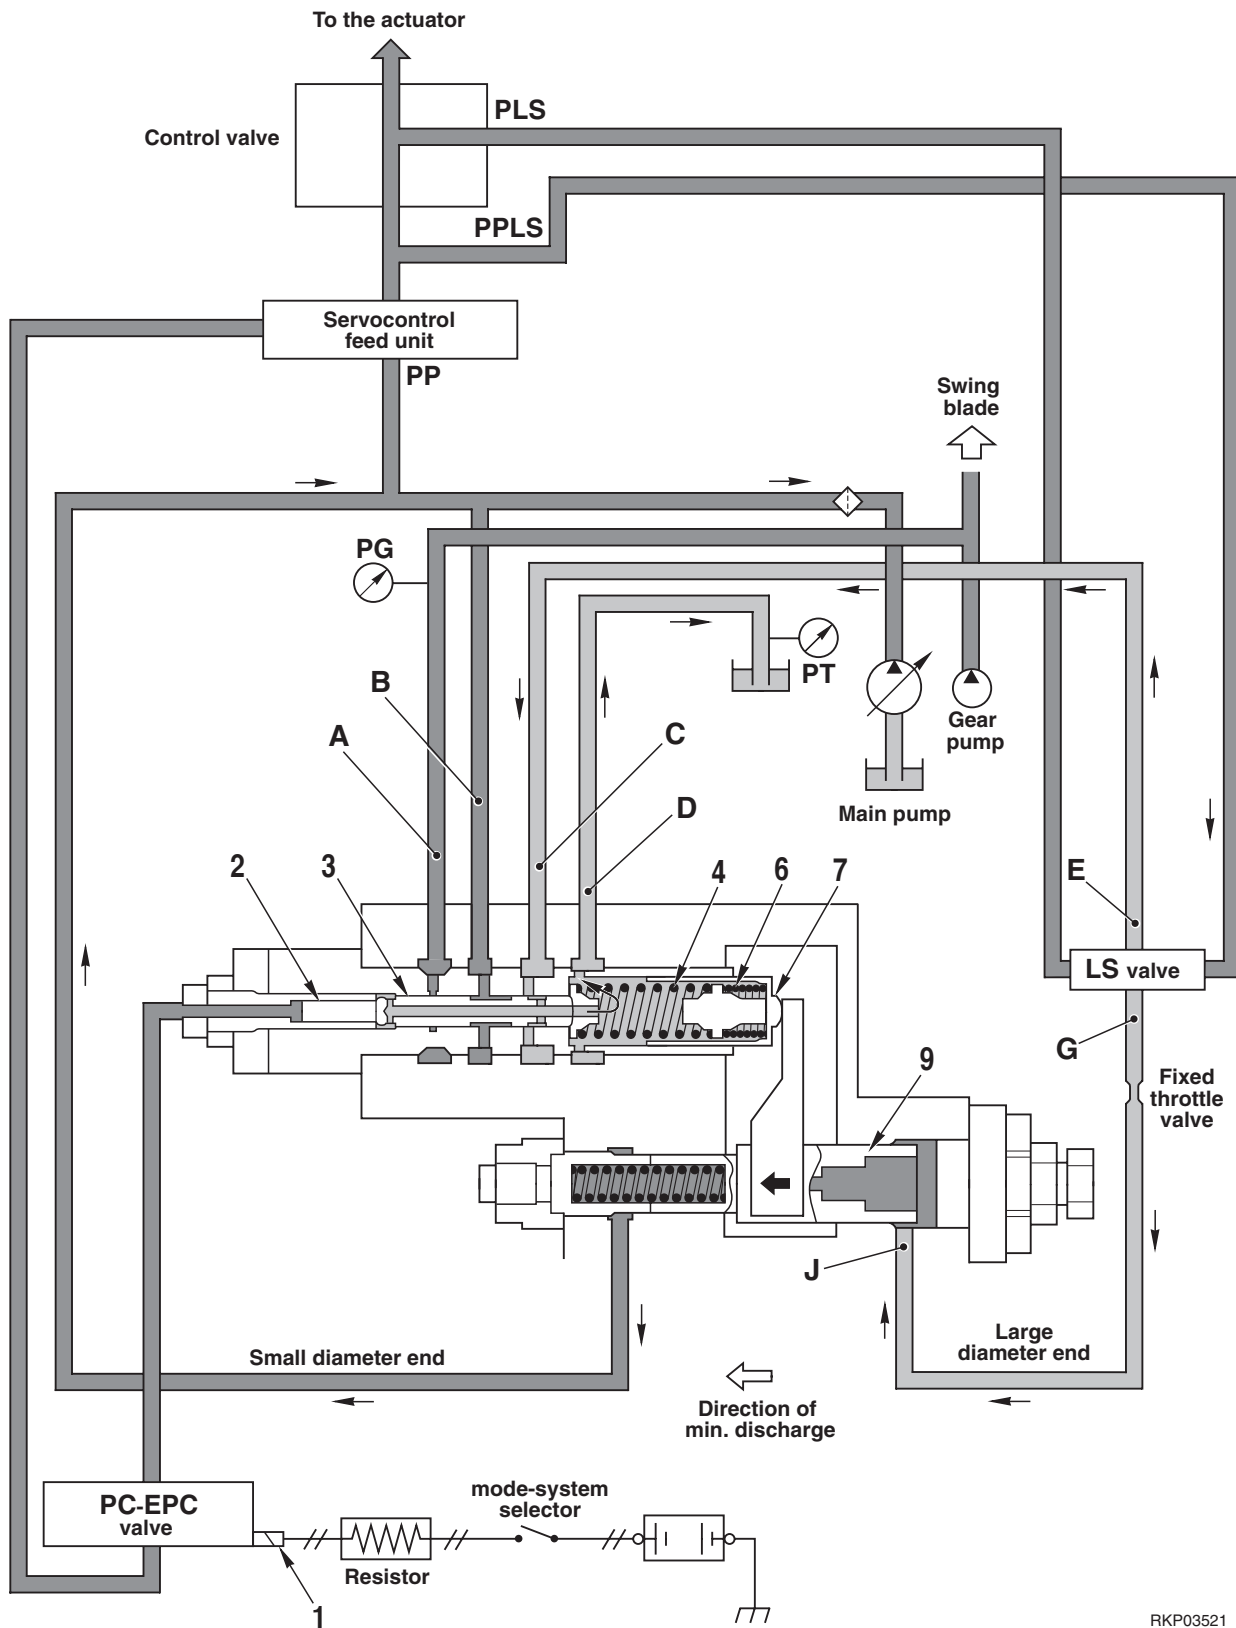 To the actuator
PLS
Control valve
PPLS
Servocontrol
feed unit
PP
Swing
blade
PG
PT
B
Gear
pump
A
C
D
Main pump
2
3
4
6
7
E
LS valve
G
9
Fixed
throttle
valve
J
Large
diameter end
Small diameter end
Direction of
min. discharge
mode-system
selector
PC-EPC
valve
Resistor
1
RKP03521